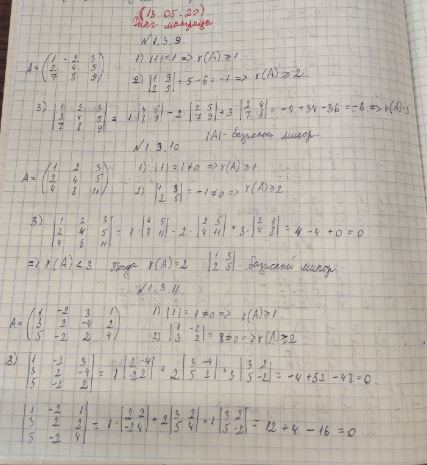 (13.05.20)
Ранг матрицы
N 1.3.9
A = (1 2 3; 2 4 5; 7 8 9) 1) |1| = 1 => r(A) ≥ 1
2) |1 3; 2 5| = 5-6 = -1 => r(A) ≥ 2
3) |1 2 3; 2 4 5; 7 8 9| = 1·|4 5; 8 9| - 2·|2 5; 7 9| + 3|2 4; 7 8| = -4 + 34 - 36 = -6 => r(A)=3
|A| - базисный минор
N 1.3.10
A = (1 2 3; 2 4 5; 4 8 11) 1) |1| = 1 ≠ 0 => r(A) ≥ 1
2) |1 3; 2 5| = -1 ≠ 0 => r(A) ≥ 2
3) |1 2 3; 2 4 5; 4 8 11| = 1·|4 5; 8 11| - 2·|2 5; 4 11| + 3·|2 4; 4 8| = 4 - 4 + 0 = 0
=> r(A) < 3 Тогда r(A) = 2 |1 3; 2 5| - базисный минор
N 1.3.11.
A = (1 -2 3 1; 3 2 -4 2; 5 -2 2 4) 1) |1| = 1 ≠ 0 => r(A) ≥ 1
2) |1 -2; 3 2| = 8 ≠ 0 => r(A) ≥ 2
3) |1 -2 3; 3 2 -4; 5 -2 2| = 1|2 -4; -2 2| + 2|3 -4; 5 2| + 3|3 2; 5 -2| = -4 + 52 - 48 = 0
|1 -2 1; 3 2 2; 5 -2 4| = 1·|2 2; -2 4| + 2|3 2; 5 4| + 1|3 2; 5 -2| = 12 + 4 - 16 = 0